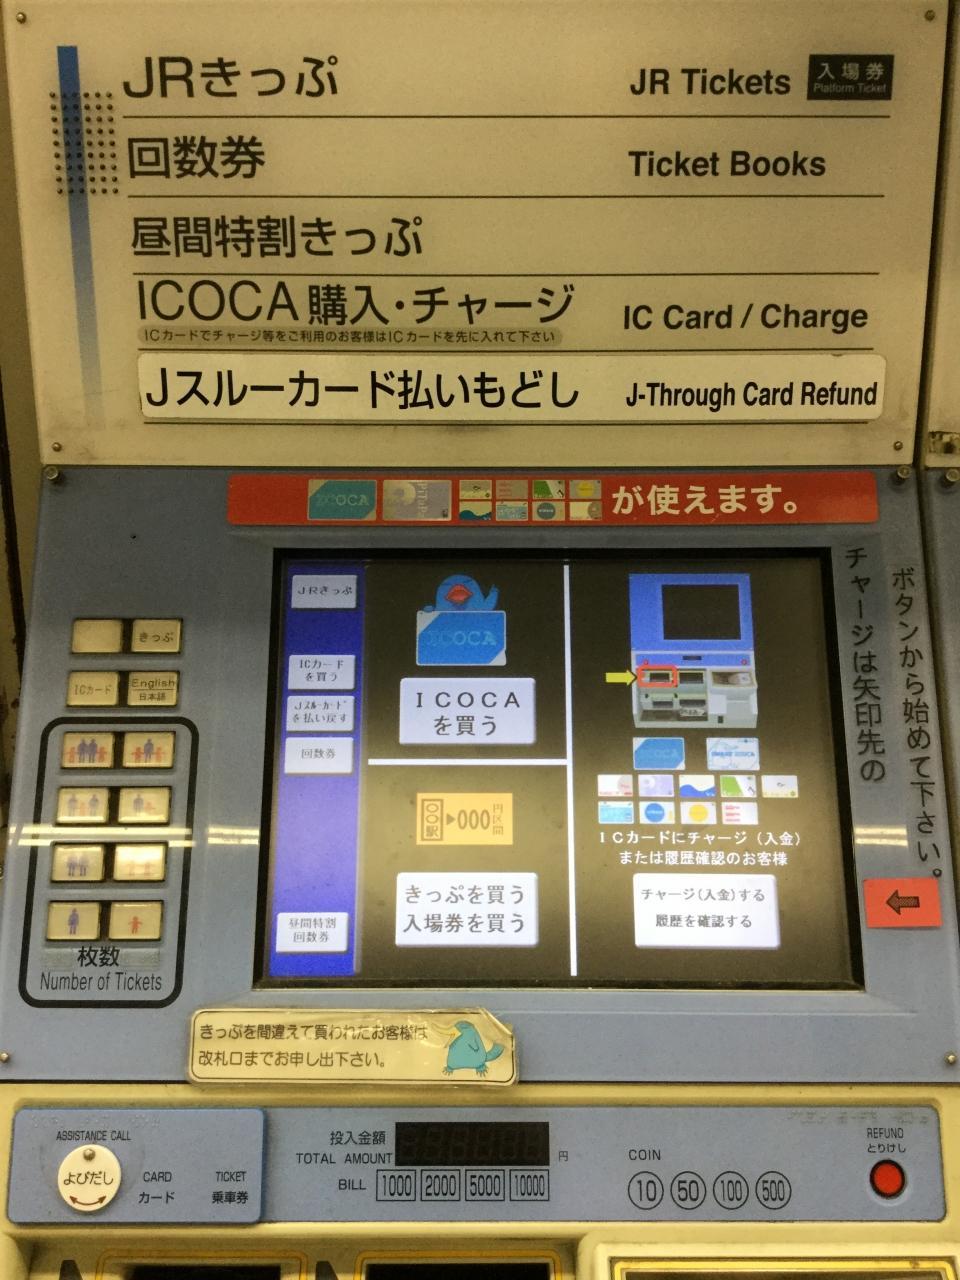 JRきっぷ JR Tickets 入場券 Platform Ticket
回数券 Ticket Books
昼間特割きっぷ
ICOCA購入・チャージ IC Card / Charge
ICカードでチャージ等をご利用のお客様はICカードを先に入れて下さい
Jスルーカード払いもどし J-Through Card Refund
ICOCA PiTaPa が使えます。
チャージは矢印先の
ボタンから始めて下さい。
きっぷ
ICカード English 日本語
枚数
Number of Tickets
JRきっぷ
ICカード
を買う
Jスルーカード
を払い戻す
回数券
昼間特割
回数券
ICOCA
ICOCA
を買う
〇〇駅 ▶000円区間
きっぷを買う
入場券を買う
ICカードにチャージ（入金）
または履歴確認のお客様
チャージ(入金)する
履歴を確認する
きっぷを間違えて買われたお客様は
改札口までお申し出下さい。
ASSISTANCE CALL
よびだし
CARD
カード
TICKET
乗車券
投入金額
TOTAL AMOUNT 円
BILL 1000 2000 5000 10000
COIN
10 50 100 500
REFUND
とりけし